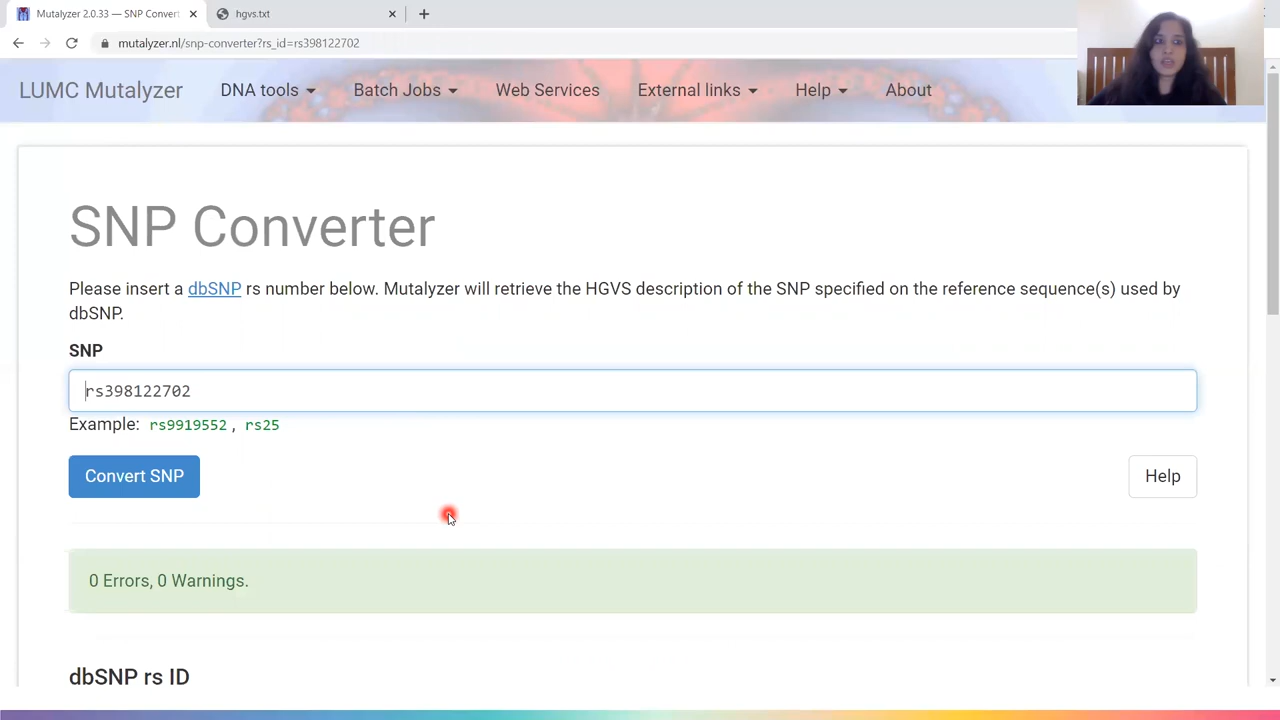 Mutalyzer 2.0.33 — SNP Convert
hgvs.txt
mutalyzer.nl/snp-converter?rs_id=rs398122702
LUMC Mutalyzer
DNA tools
Batch Jobs
Web Services
External links
Help
About
SNP Converter
Please insert a dbSNP rs number below. Mutalyzer will retrieve the HGVS description of the SNP specified on the reference sequence(s) used by
dbSNP.
SNP
rs398122702
Example: rs9919552 , rs25
Convert SNP
Help
0 Errors, 0 Warnings.
dbSNP rs ID